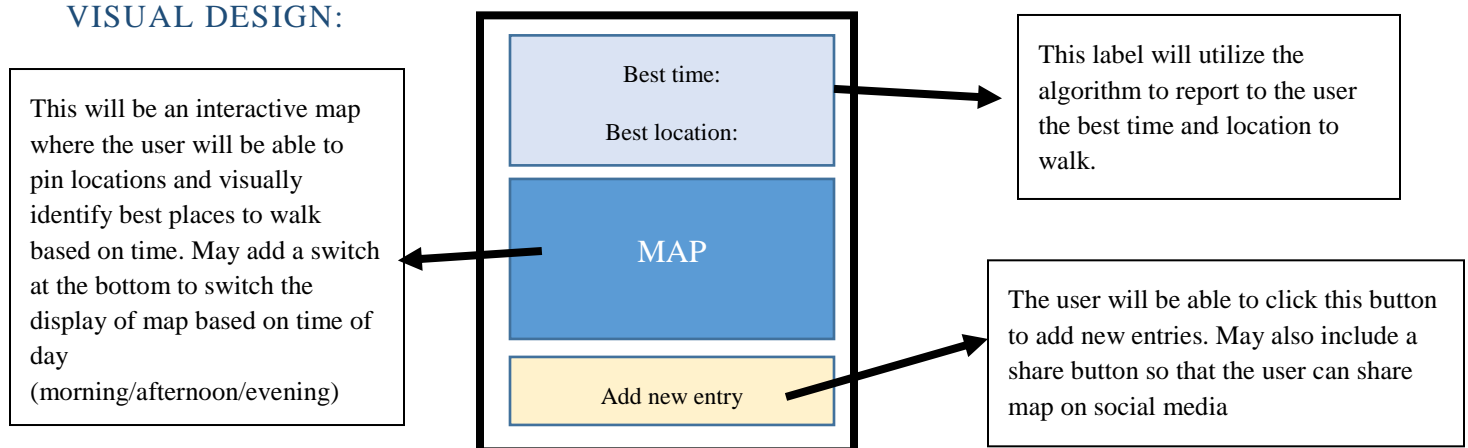 VISUAL DESIGN:
This will be an interactive map
where the user will be able to
pin locations and visually
identify best places to walk
based on time. May add a switch
at the bottom to switch the
display of map based on time of
day
(morning/afternoon/evening)
Best time:
Best location:
MAP
Add new entry
This label will utilize the
algorithm to report to the user
the best time and location to
walk.
The user will be able to click this button
to add new entries. May also include a
share button so that the user can share
map on social media